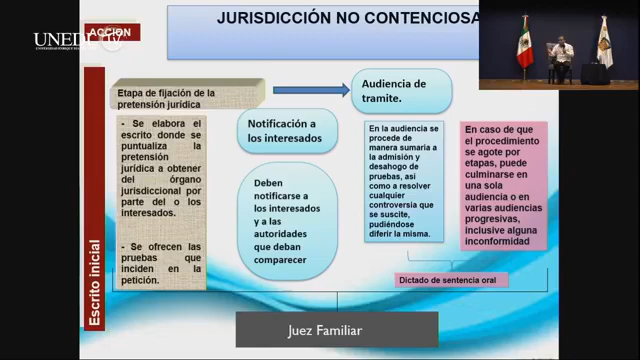 JURISDICCIÓN NO CONTENCIOSA
UNEDL TV
ACCION
Etapa de fijación de la
pretensión jurídica
Audiencia de
tramite.
Notificación a
los interesados
- Se elabora el
escrito donde se
puntualiza la
pretensión
jurídica a obtener
del órgano
jurisdiccional por
parte del o los
interesados.
- Se ofrecen las
pruebas que
inciden en la
petición.
Deben
notificarse a
los interesados
y a las
autoridades
que deban
comparecer
En la audiencia se
procede de
manera sumaria a
la admisión y
desahogo de
pruebas, así
como a resolver
cualquier
controversia que
se suscite,
pudiéndose
diferir la misma.
En caso de que
el procedimiento
se agote por
etapas, puede
culminarse en
una sola
audiencia o en
varias audiencias
progresivas,
inclusive alguna
inconformidad
Dictado de sentencia oral
Escrito inicial
Juez Familiar